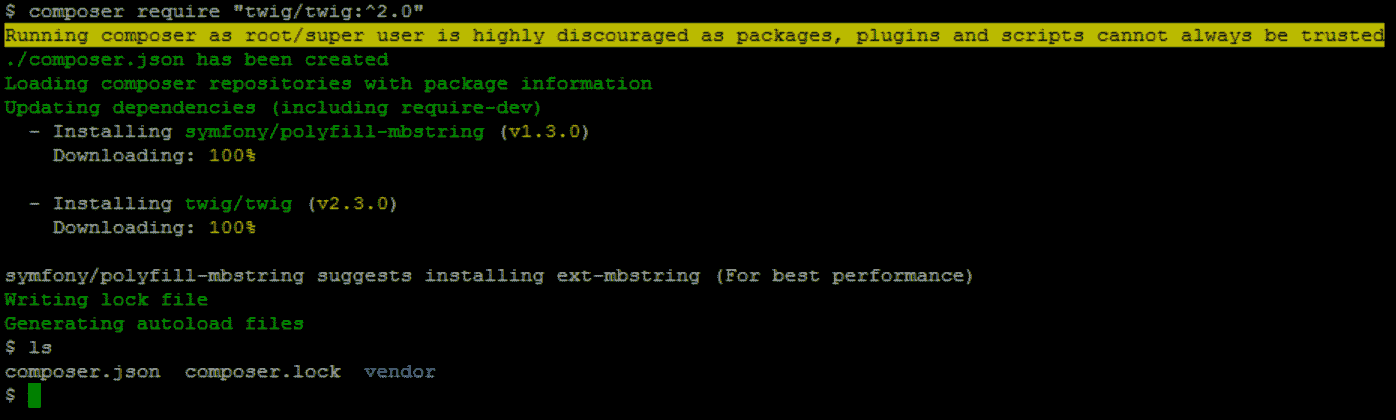 $ composer require "twig/twig:^2.0"
Running composer as root/super user is highly discouraged as packages, plugins and scripts cannot always be trusted
./composer.json has been created
Loading composer repositories with package information
Updating dependencies (including require-dev)
  - Installing symfony/polyfill-mbstring (v1.3.0)
    Downloading: 100%
  - Installing twig/twig (v2.3.0)
    Downloading: 100%
symfony/polyfill-mbstring suggests installing ext-mbstring (For best performance)
Writing lock file
Generating autoload files
$ ls
composer.json  composer.lock  vendor
$